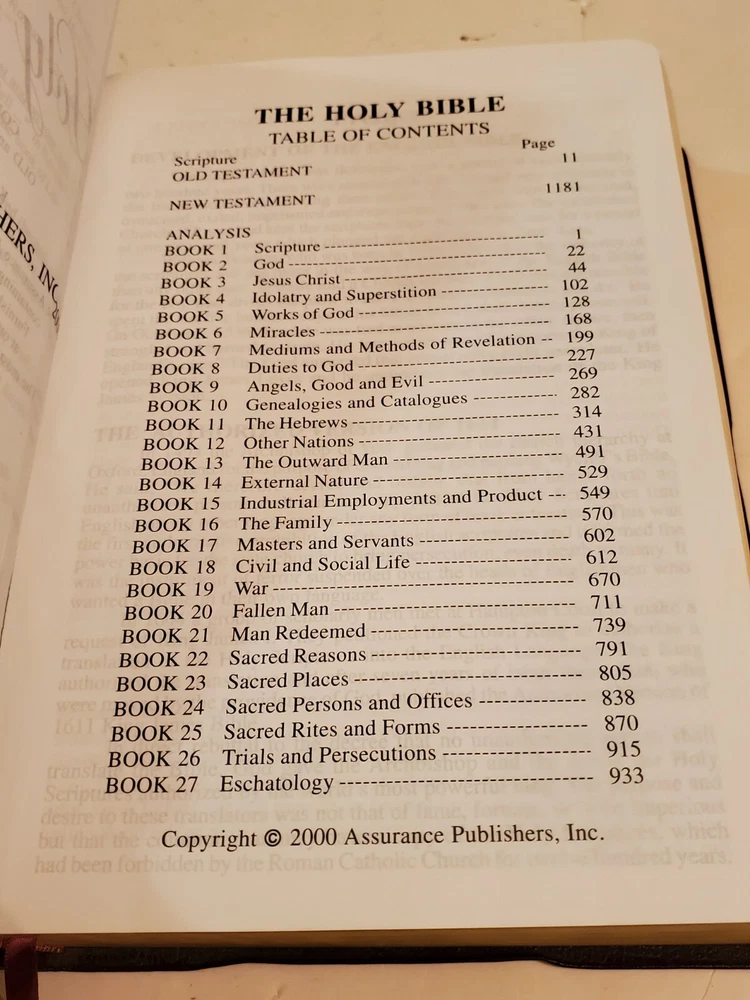 THE HOLY BIBLE
TABLE OF CONTENTS
Scripture Page
OLD TESTAMENT 11
NEW TESTAMENT 1181
ANALYSIS
BOOK 1 Scripture 1
BOOK 2 God 22
BOOK 3 Jesus Christ 44
BOOK 4 Idolatry and Superstition 102
BOOK 5 Works of God 128
BOOK 6 Miracles 168
BOOK 7 Mediums and Methods of Revelation 199
BOOK 8 Duties to God 227
BOOK 9 Angels, Good and Evil 269
BOOK 10 Genealogies and Catalogues 282
BOOK 11 The Hebrews 314
BOOK 12 Other Nations 431
BOOK 13 The Outward Man 491
BOOK 14 External Nature 529
BOOK 15 Industrial Employments and Product 549
BOOK 16 The Family 570
BOOK 17 Masters and Servants 602
BOOK 18 Civil and Social Life 612
BOOK 19 War 670
BOOK 20 Fallen Man 711
BOOK 21 Man Redeemed 739
BOOK 22 Sacred Reasons 791
BOOK 23 Sacred Places 805
BOOK 24 Sacred Persons and Offices 838
BOOK 25 Sacred Rites and Forms 870
BOOK 26 Trials and Persecutions 915
BOOK 27 Eschatology 933
Copyright © 2000 Assurance Publishers, Inc.